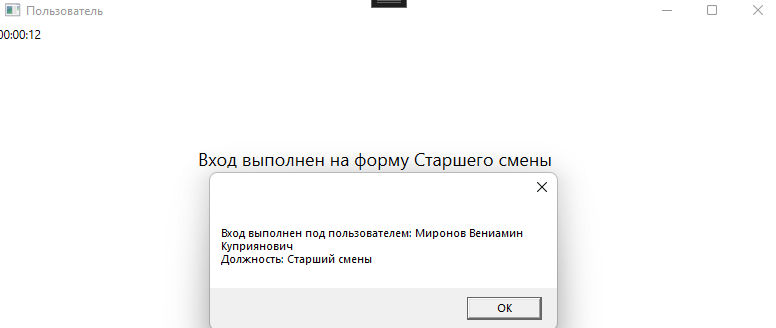 Пользователь
00:00:12
Вход выполнен на форму Старшего смены
Вход выполнен под пользователем: Миронов Вениамин
Куприянович
Должность: Старший смены
OK